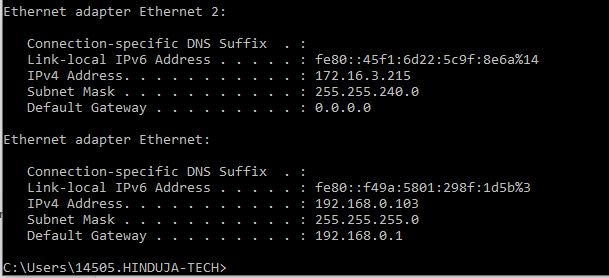 Ethernet adapter Ethernet 2:
Connection-specific DNS Suffix  . :
Link-local IPv6 Address . . . . . : fe80::45f1:6d22:5c9f:8e6a%14
IPv4 Address. . . . . . . . . . . : 172.16.3.215
Subnet Mask . . . . . . . . . . . : 255.255.240.0
Default Gateway . . . . . . . . . : 0.0.0.0
Ethernet adapter Ethernet:
Connection-specific DNS Suffix  . :
Link-local IPv6 Address . . . . . : fe80::f49a:5801:298f:1d5b%3
IPv4 Address. . . . . . . . . . . : 192.168.0.103
Subnet Mask . . . . . . . . . . . : 255.255.255.0
Default Gateway . . . . . . . . . : 192.168.0.1
C:\Users\14505.HINDUJA-TECH>